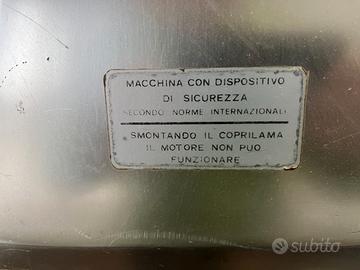 MACCHINA CON DISPOSITIVO
DI SICUREZZA
SECONDO NORME INTERNAZIONALI
SMONTANDO IL COPRILAMA
IL MOTORE NON PUO
FUNZIONARE
subito